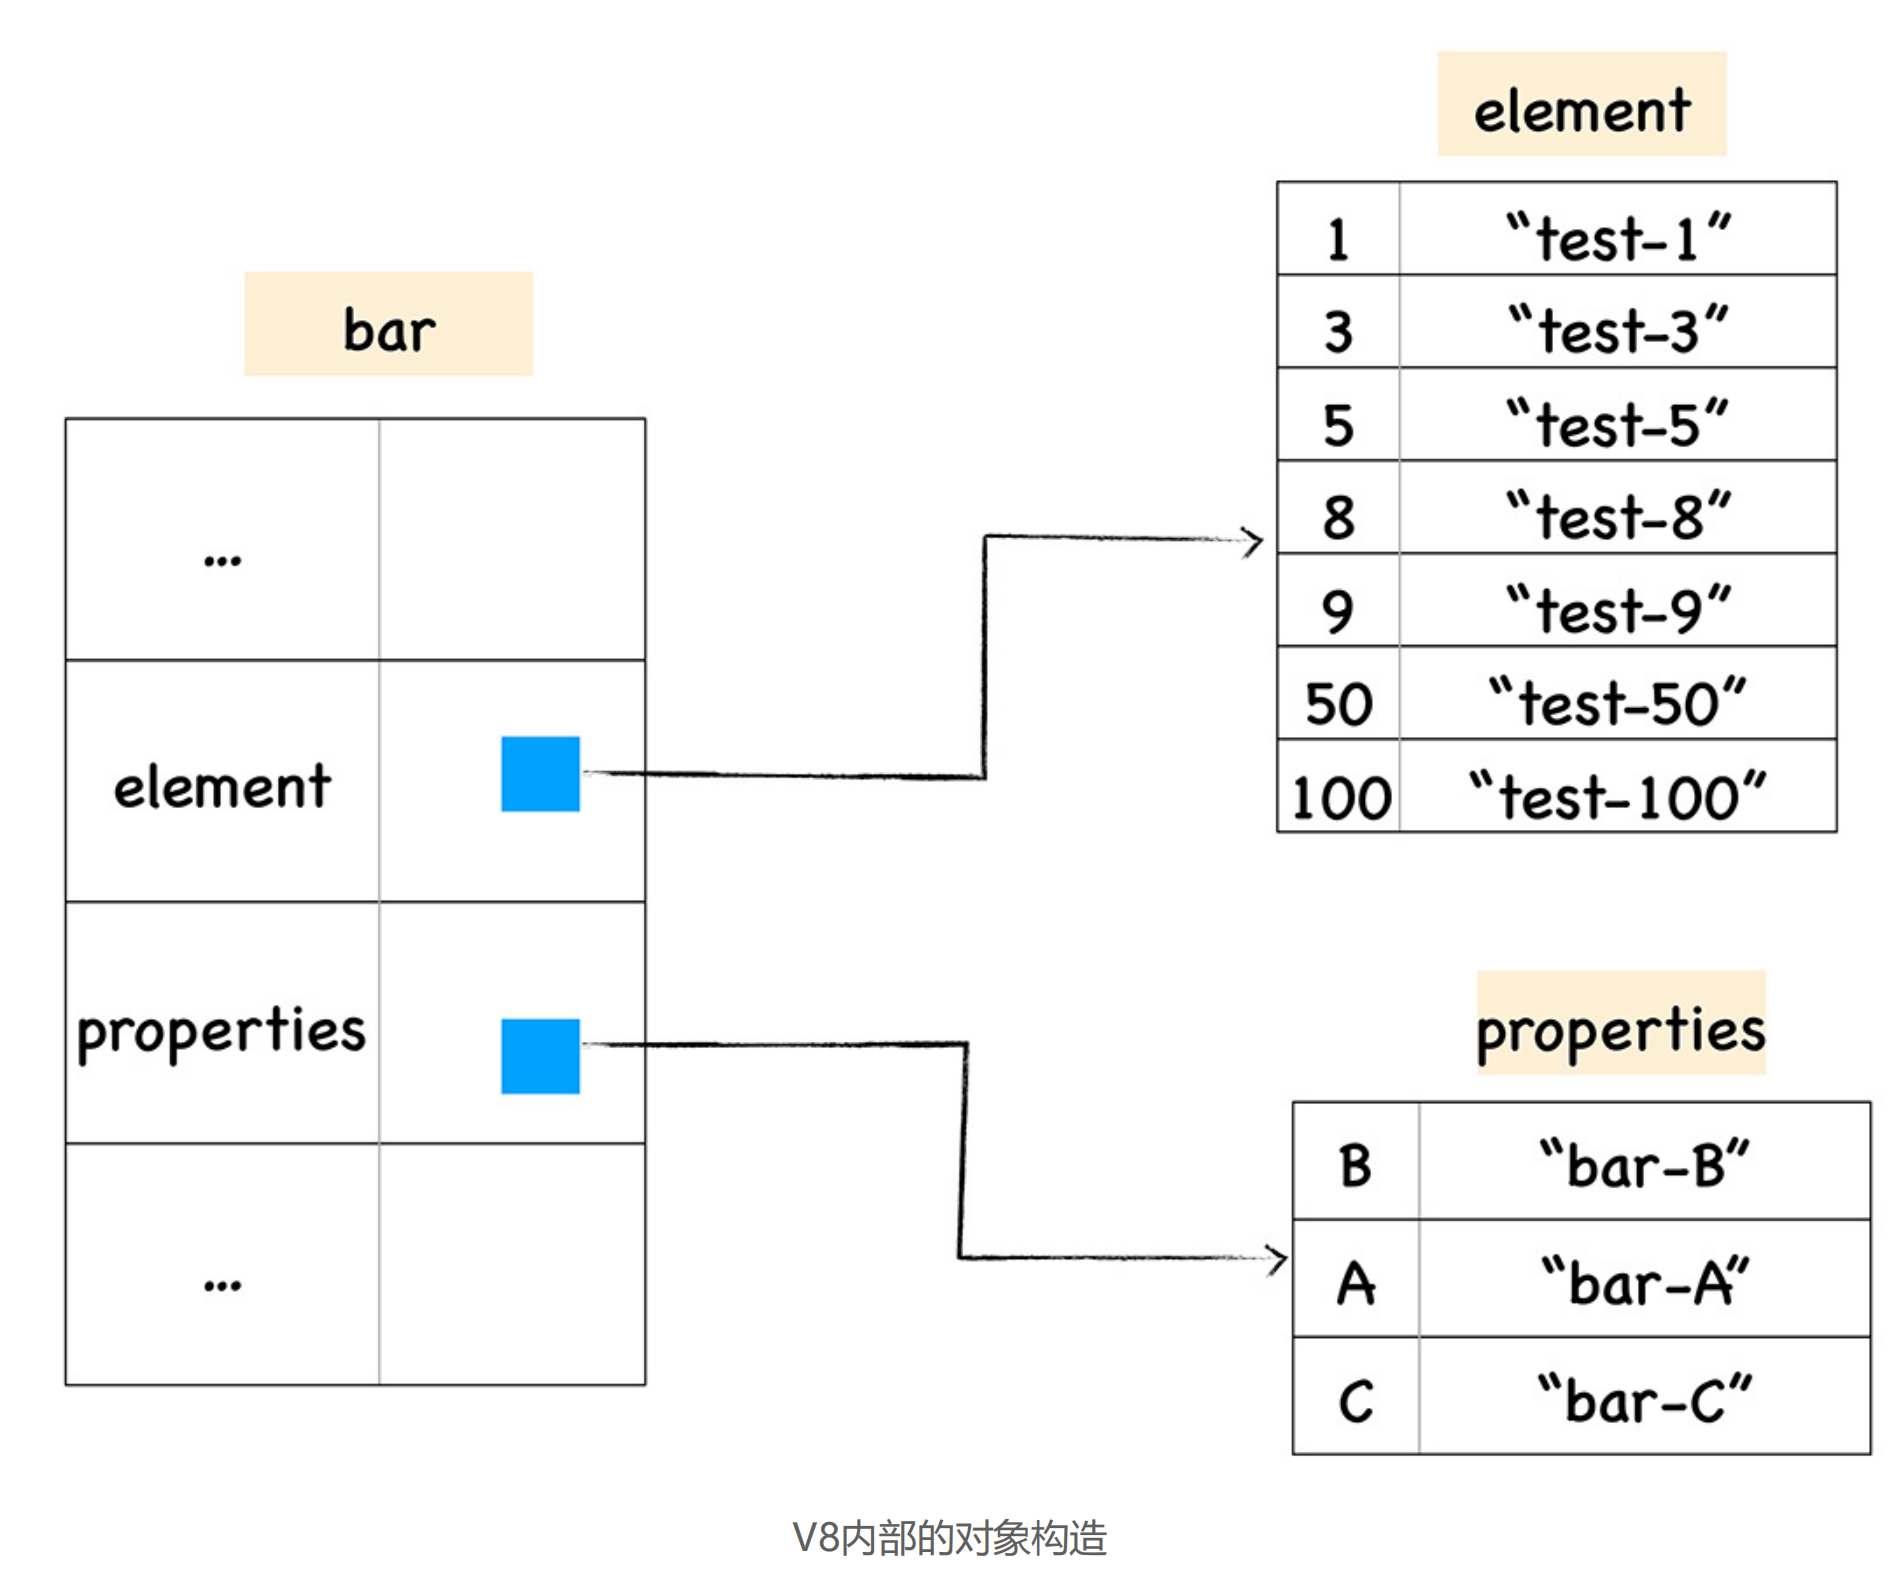 bar
...
element
properties
...
element
1 “test-1”
3 “test-3”
5 “test-5”
8 “test-8”
9 “test-9”
50 “test-50”
100 “test-100”
properties
B “bar-B”
A “bar-A”
C “bar-C”
V8内部的对象构造